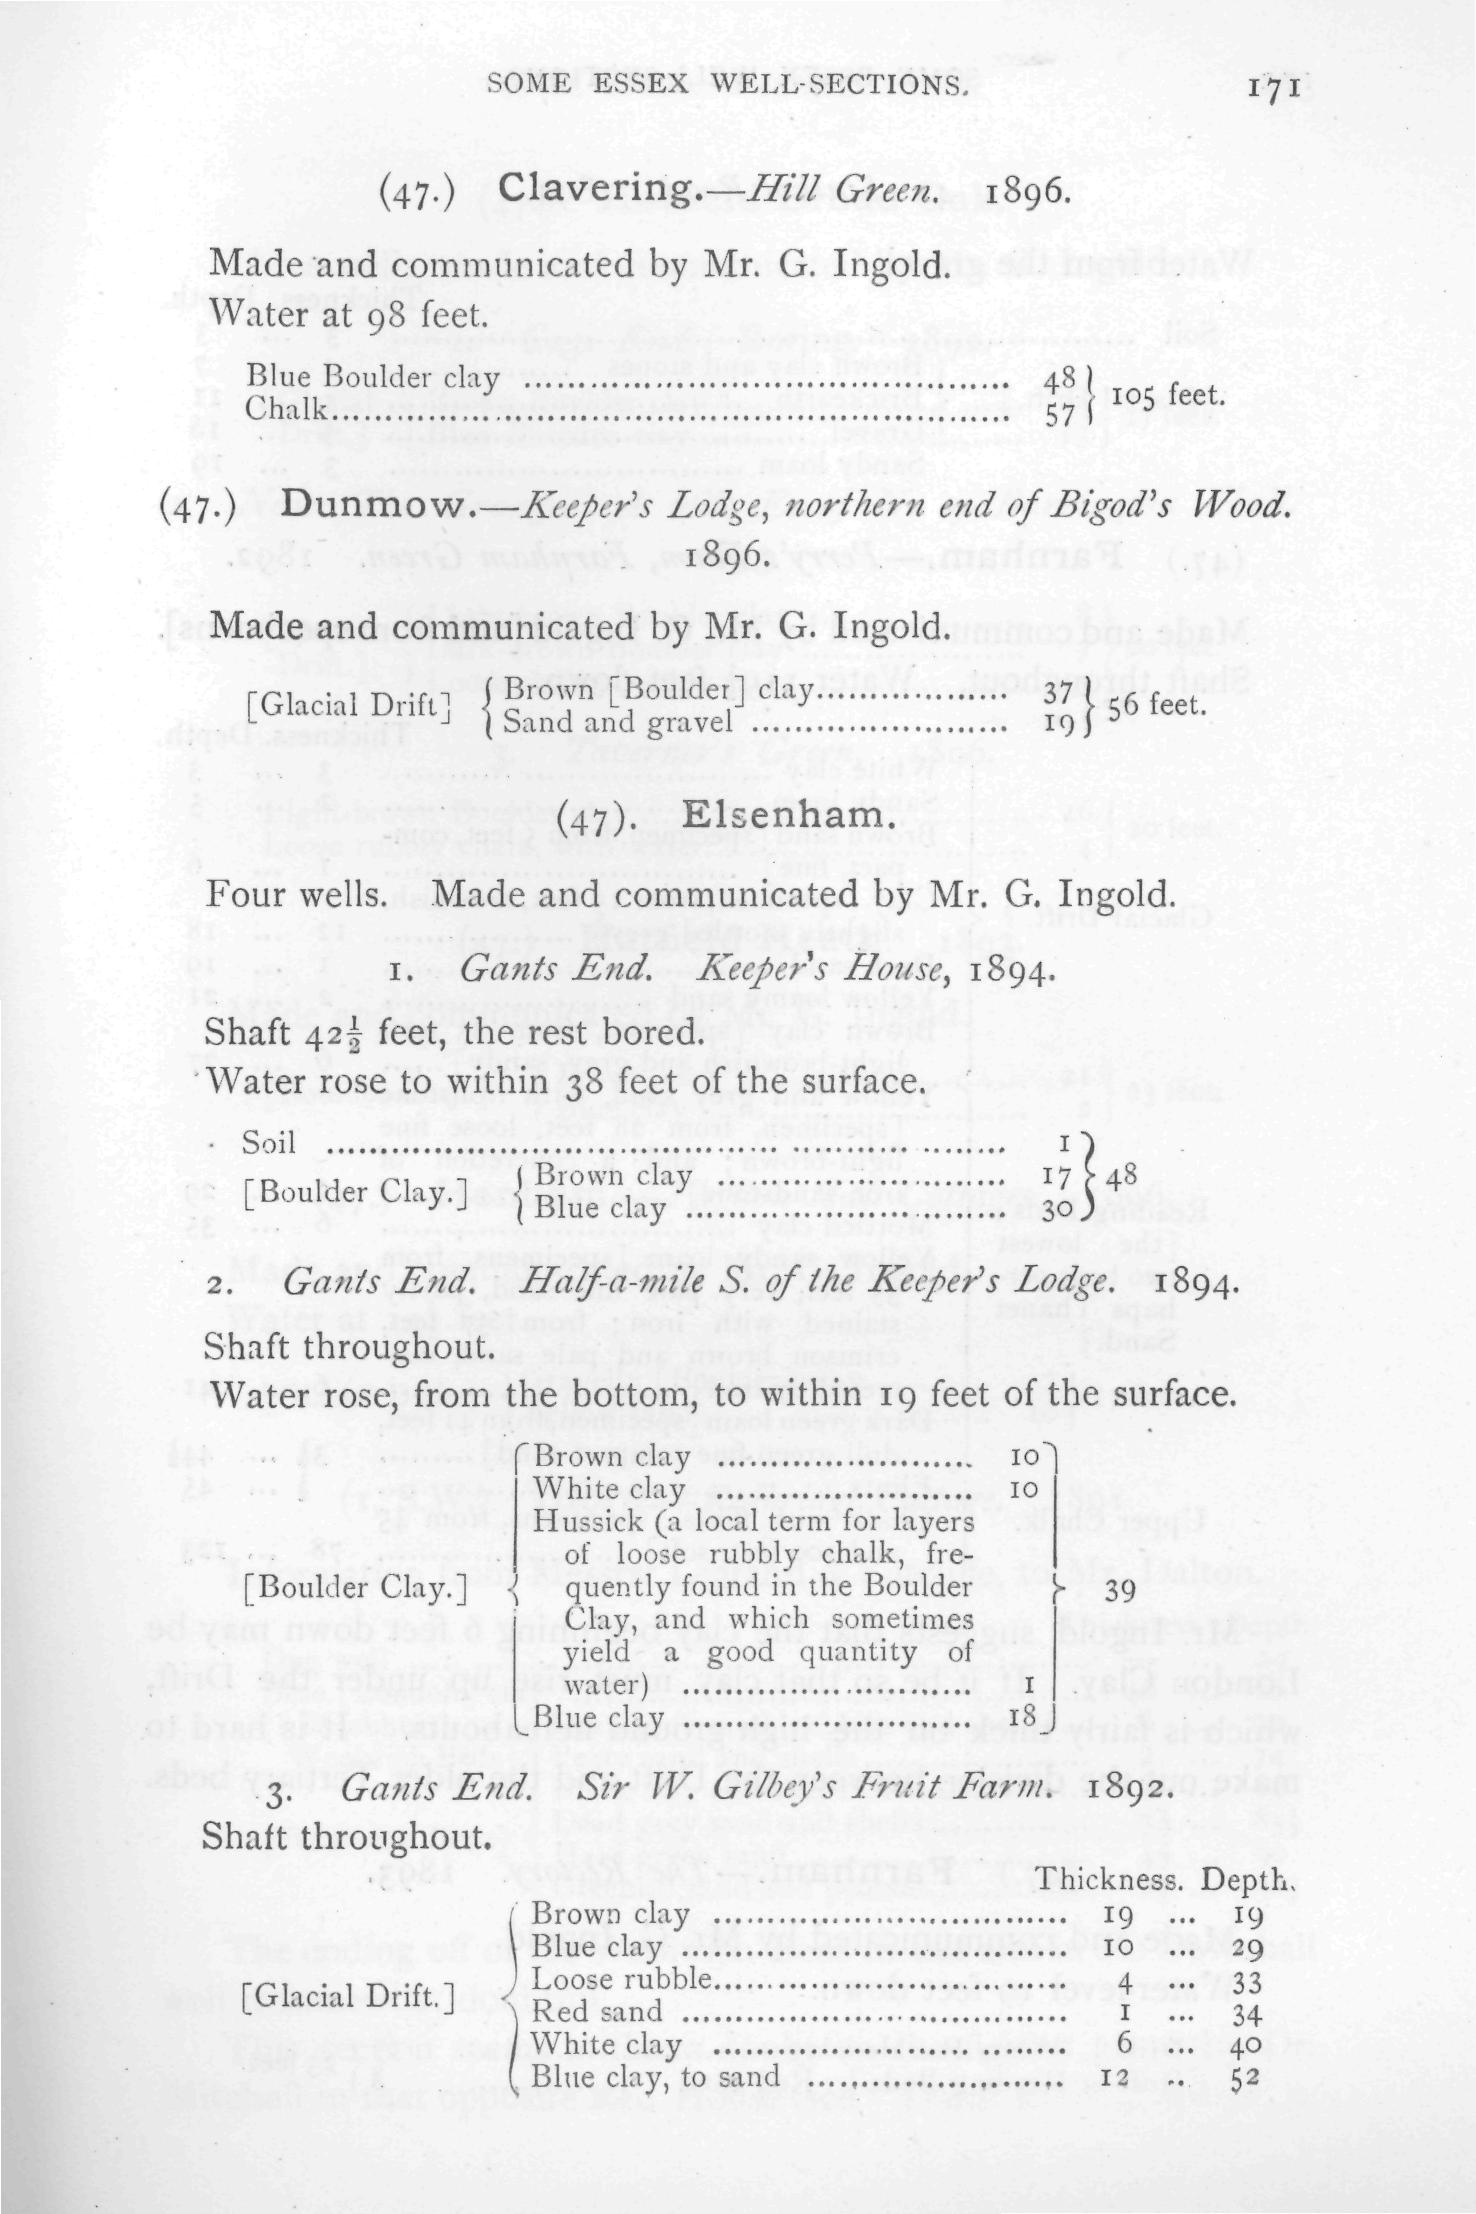 SOME ESSEX WELL-SECTIONS. 171
(47.) Clavering.—Hill Green. 1896.
Made and communicated by Mr. G. Ingold.
Water at 98 feet.
Blue Boulder clay ........................ 48 } 105 feet.
Chalk........................ 57
(47.) Dunmow.—Keeper's Lodge, northern end of Bigod's Wood.
1896.
Made and communicated by Mr. G. Ingold.
[Glacial Drift] { Brown [Boulder] clay.................. 37 } 56 feet.
Sand and gravel ........................ 19
(47). Elsenham.
Four wells. Made and communicated by Mr. G. Ingold.
1. Gants End. Keeper's House, 1894.
Shaft 42½ feet, the rest bored.
Water rose to within 38 feet of the surface.
Soil ........................ 1
[Boulder Clay.] { Brown clay ........................ 17 } 48
Blue clay ........................ 30
2. Gants End. Half-a-mile S. of the Keeper's Lodge. 1894.
Shaft throughout.
Water rose, from the bottom, to within 19 feet of the surface.
Brown clay ........................ 10
White clay ........................ 10
Hussick (a local term for layers
of loose rubbly chalk, fre-
[Boulder Clay.] { quently found in the Boulder } 39
Clay, and which sometimes
yield a good quantity of
water) ........................ 1
Blue clay ........................ 18
3. Gants End. Sir W. Gilbey's Fruit Farm. 1892.
Shaft throughout.
Thickness. Depth.
Brown clay ........................ 19 ... 19
Blue clay ........................ 10 ... 29
Loose rubble........................ 4 ... 33
[Glacial Drift.] { Red sand ........................ 1 ... 34
White clay ........................ 6 ... 40
Blue clay, to sand ........................ 12 .. 52